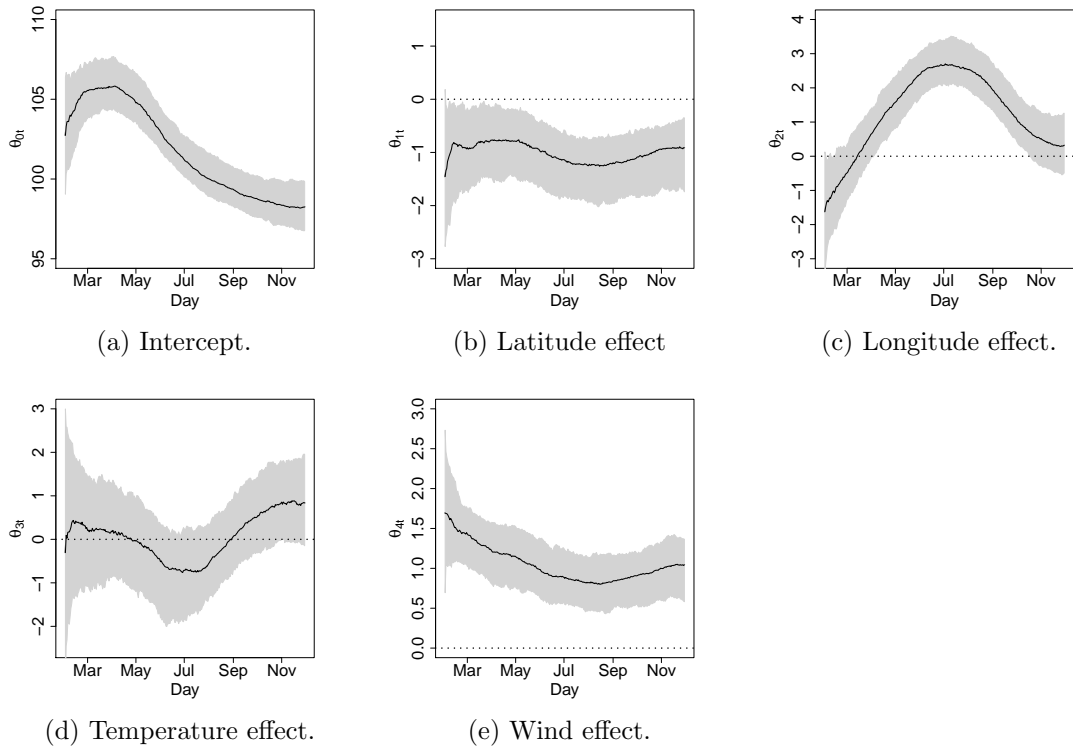 110
105
100
95
θ0t
Mar May Jul Sep Nov
Day
(a) Intercept.
1
0
−1
−2
−3
θ1t
Mar May Jul Sep Nov
Day
(b) Latitude effect
4
3
2
1
0
−1
−2
−3
θ2t
Mar May Jul Sep Nov
Day
(c) Longitude effect.
3
2
1
0
−1
−2
θ3t
Mar May Jul Sep Nov
Day
(d) Temperature effect.
3.0
2.5
2.0
1.5
1.0
0.5
0.0
θ4t
Mar May Jul Sep Nov
Day
(e) Wind effect.